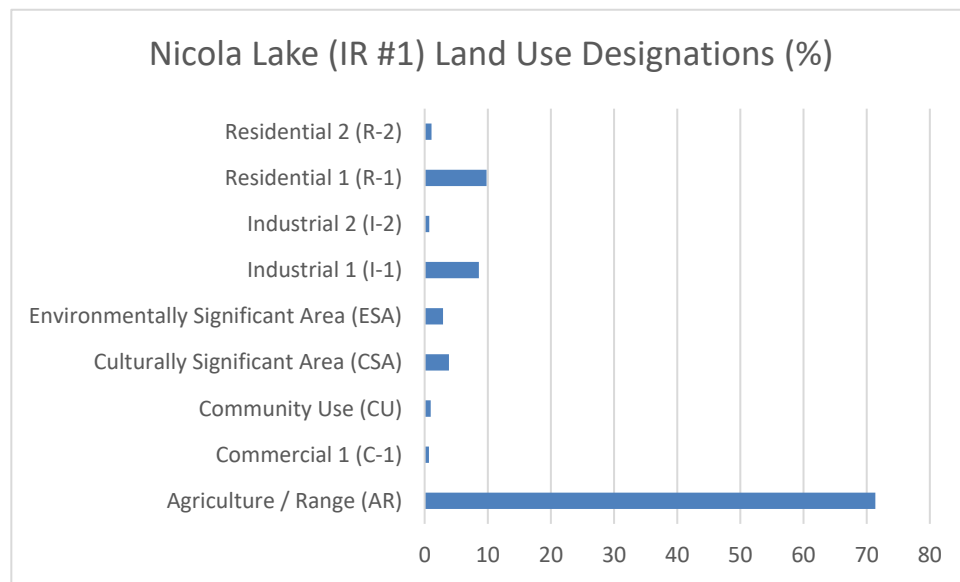 Nicola Lake (IR #1) Land Use Designations (%)
Residential 2 (R-2)
Residential 1 (R-1)
Industrial 2 (I-2)
Industrial 1 (I-1)
Environmentally Significant Area (ESA)
Culturally Significant Area (CSA)
Community Use (CU)
Commercial 1 (C-1)
Agriculture / Range (AR)
0 10 20 30 40 50 60 70 80